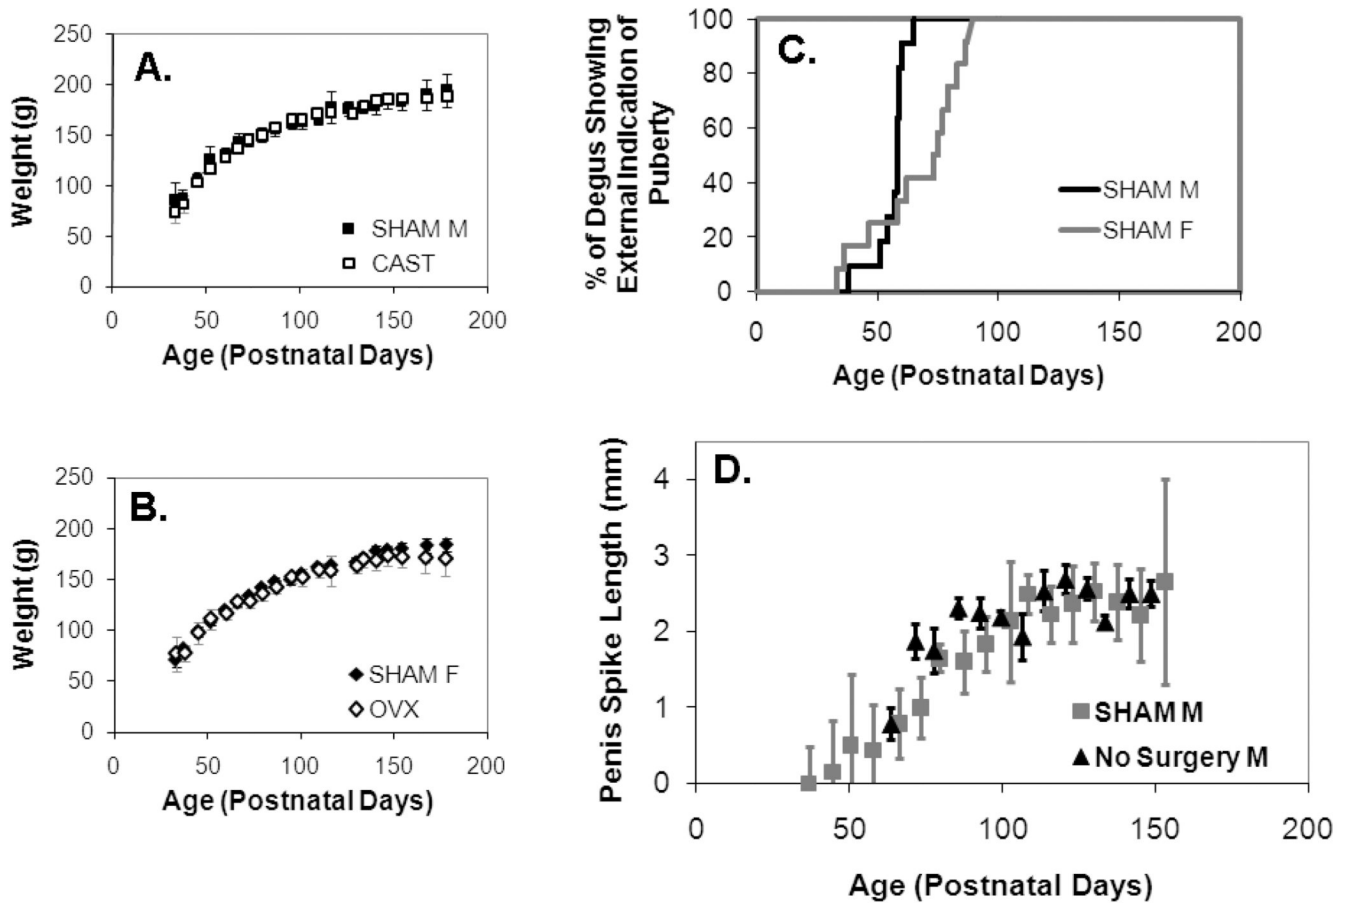 A.
Weight (g)
250
200
150
100
50
0
SHAM M
CAST
0 50 100 150 200
Age (Postnatal Days)
B.
Weight (g)
250
200
150
100
50
0
SHAM F
OVX
0 50 100 150 200
Age (Postnatal Days)
C.
% of Degus Showing
External Indication of
Puberty
100
80
60
40
20
0
SHAM M
SHAM F
0 50 100 150 200
Age (Postnatal Days)
D.
Penis Spike Length (mm)
4
3
2
1
0
SHAM M
No Surgery M
0 50 100 150 200
Age (Postnatal Days)